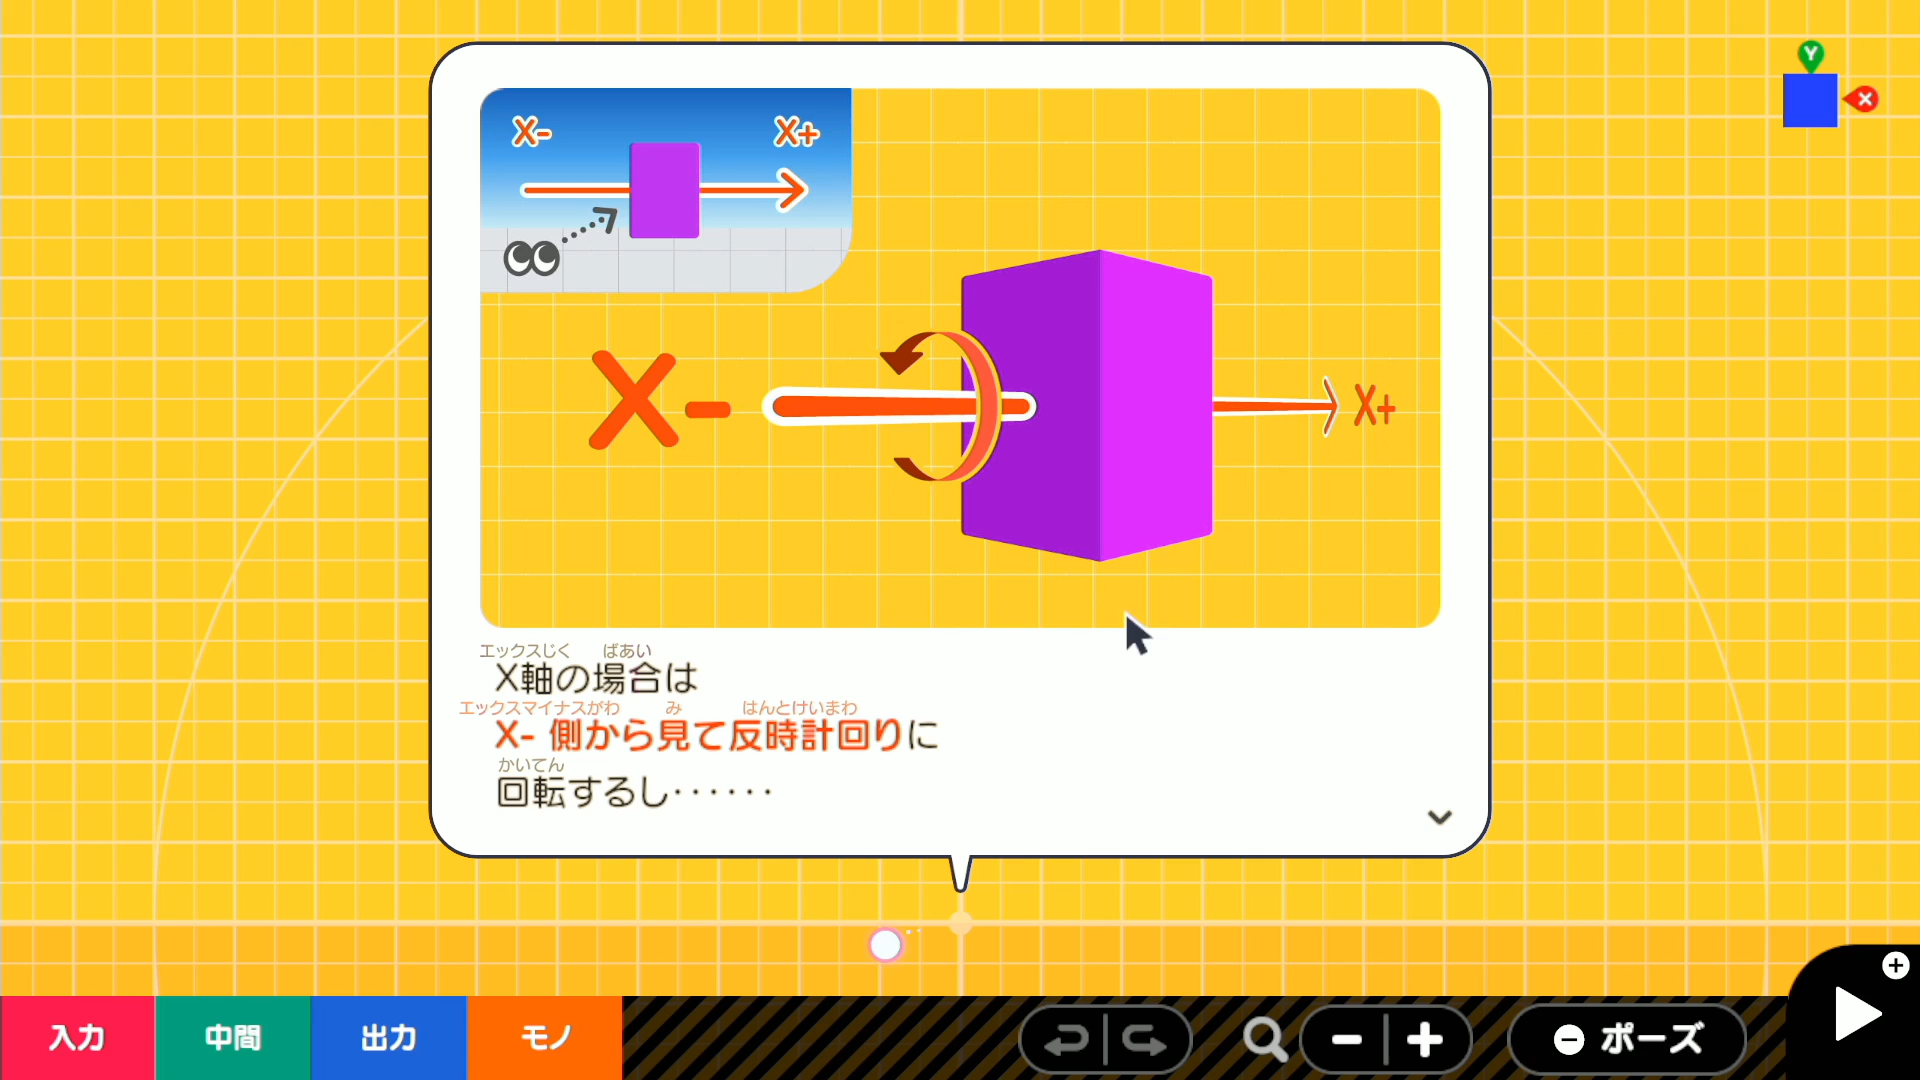 Y
X
X-
X+
X-
X+
エックスじく ばあい
X軸の場合は
エックスマイナスがわ み はんとけいまわ
X- 側から見て反時計回りに
かいてん
回転するし‥‥‥
入力
中間
出力
モノ
ポーズ